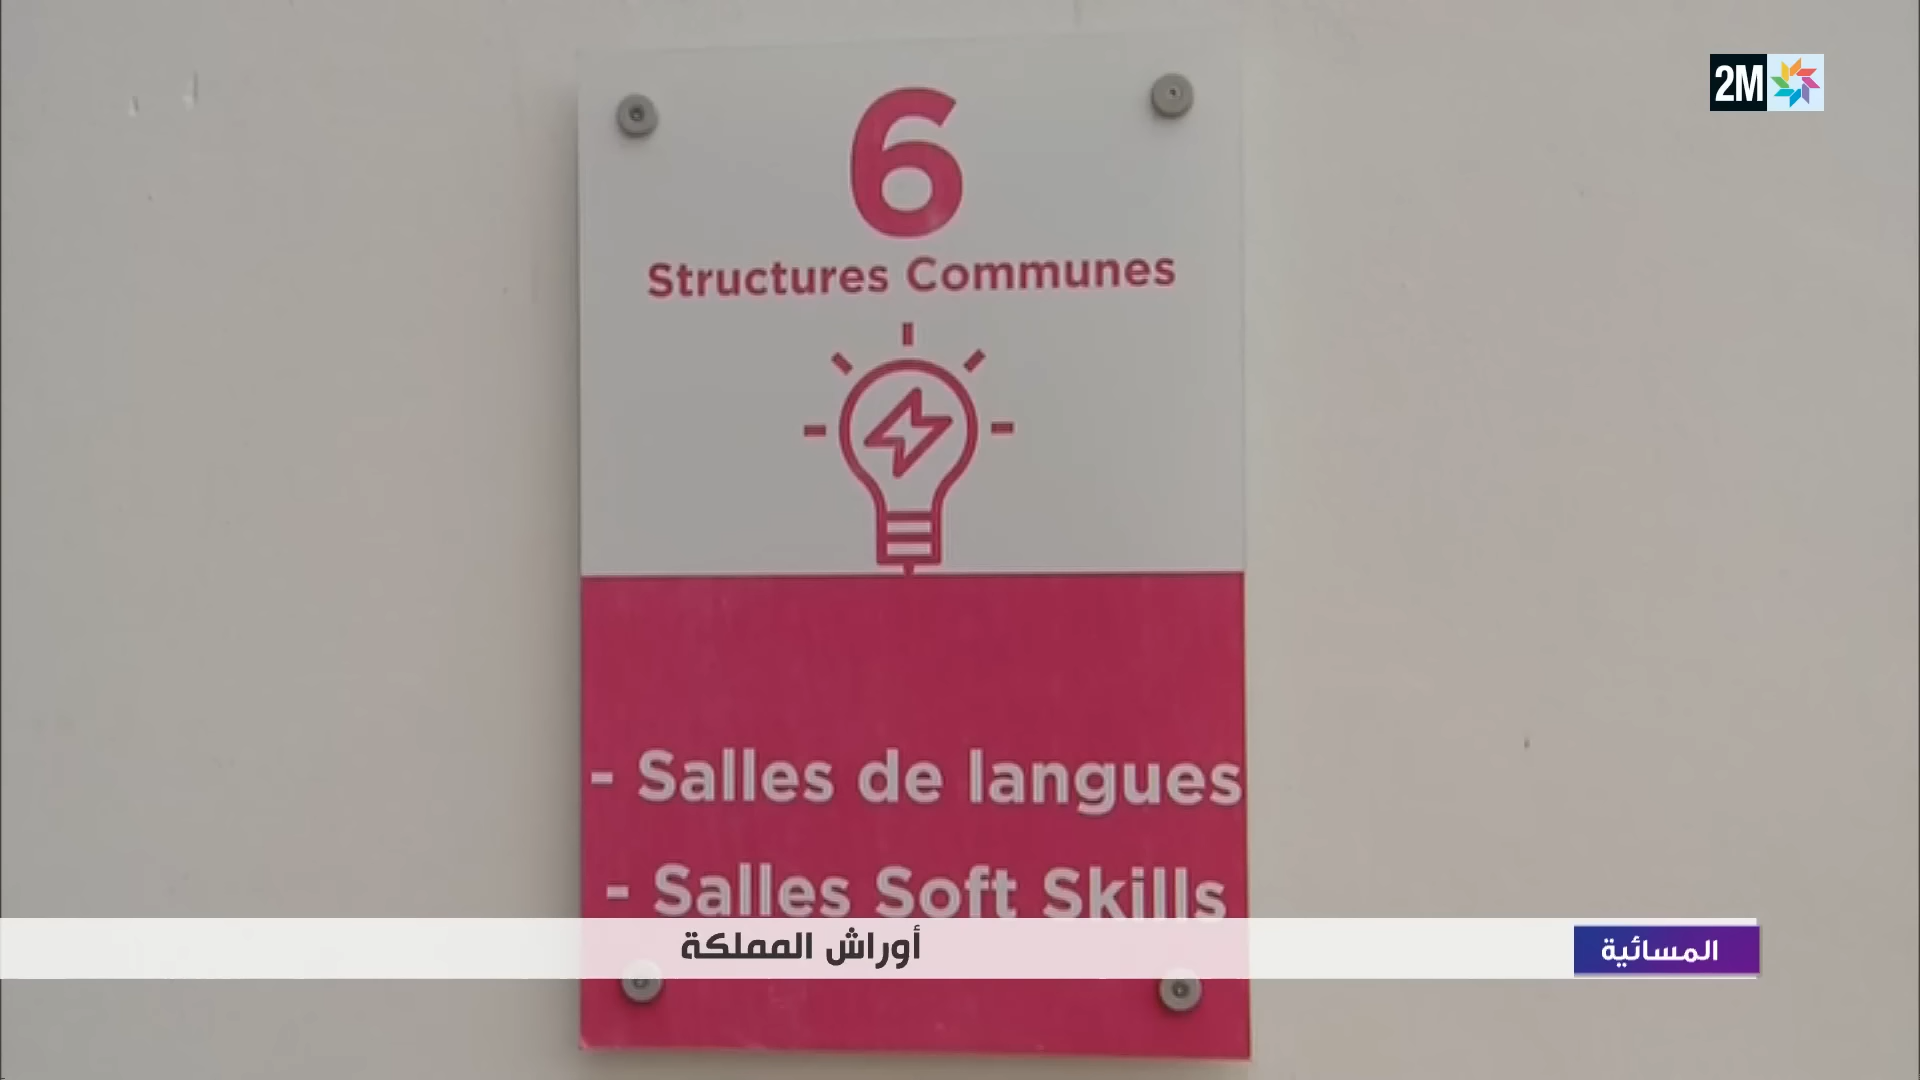 2M
6
Structures Communes
- Salles de langues
- Salles Soft Skills
أوراش المملكة
المسائية